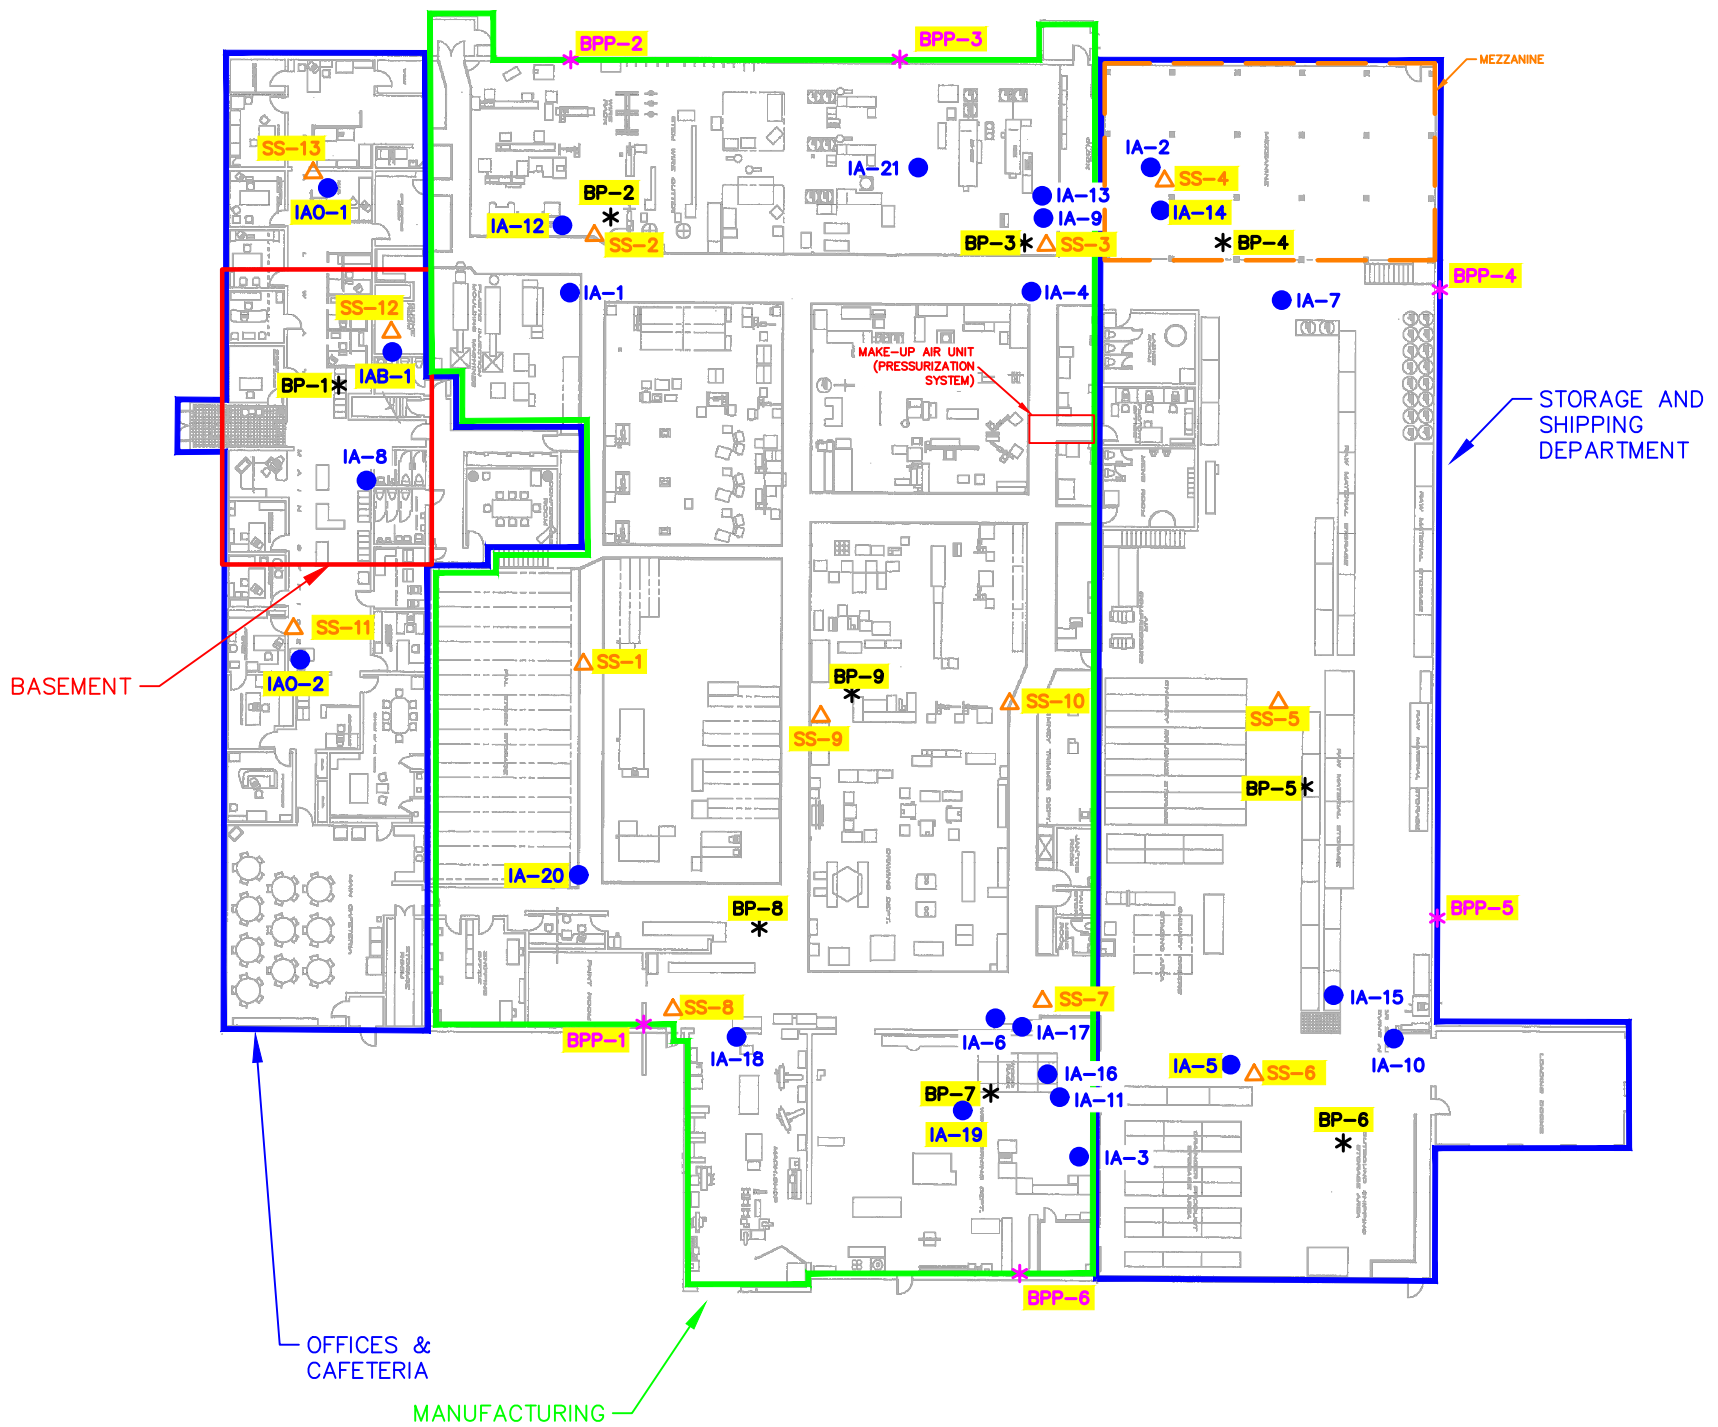 BPP-2
BPP-3
MEZZANINE
SS-13
IAO-1
BP-2
IA-12
SS-2
IA-21
IA-13
IA-9
BP-3
SS-3
IA-2
SS-4
IA-14
BP-4
BPP-4
IA-1
IA-4
IA-7
SS-12
IAB-1
BP-1
MAKE-UP AIR UNIT
(PRESSURIZATION
SYSTEM)
STORAGE AND
SHIPPING
DEPARTMENT
IA-8
SS-11
IAO-2
BASEMENT
SS-1
BP-9
SS-9
SS-10
SS-5
BP-5
IA-20
BP-8
BPP-5
SS-8
BPP-1
IA-18
SS-7
IA-6
IA-17
IA-16
IA-11
BP-7
IA-19
IA-3
IA-15
IA-10
IA-5
SS-6
BP-6
BPP-6
OFFICES &
CAFETERIA
MANUFACTURING